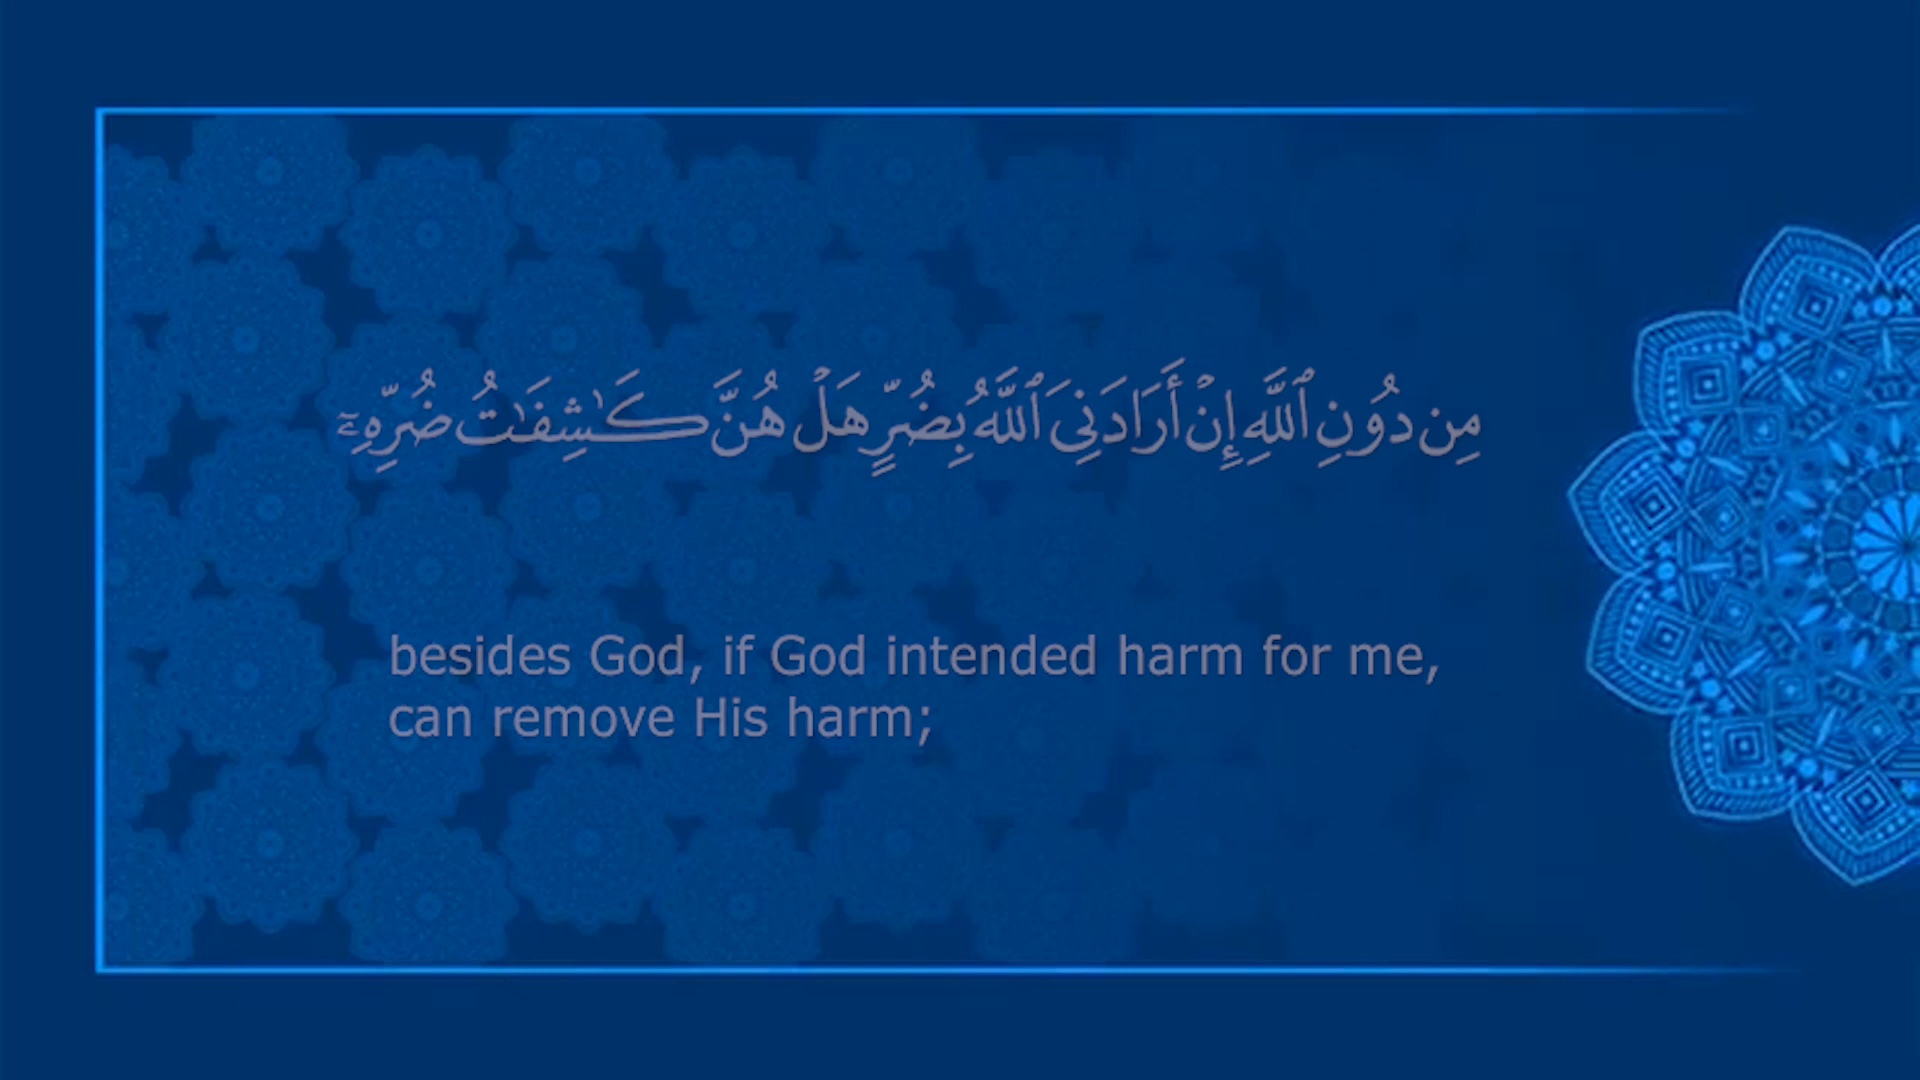 مِن دُونِ ٱللَّهِ إِنْ أَرَادَنِىَ ٱللَّهُ بِضُرٍّ هَلْ هُنَّ كَـٰشِفَـٰتُ ضُرِّهِۦٓ
besides God, if God intended harm for me,
can remove His harm;